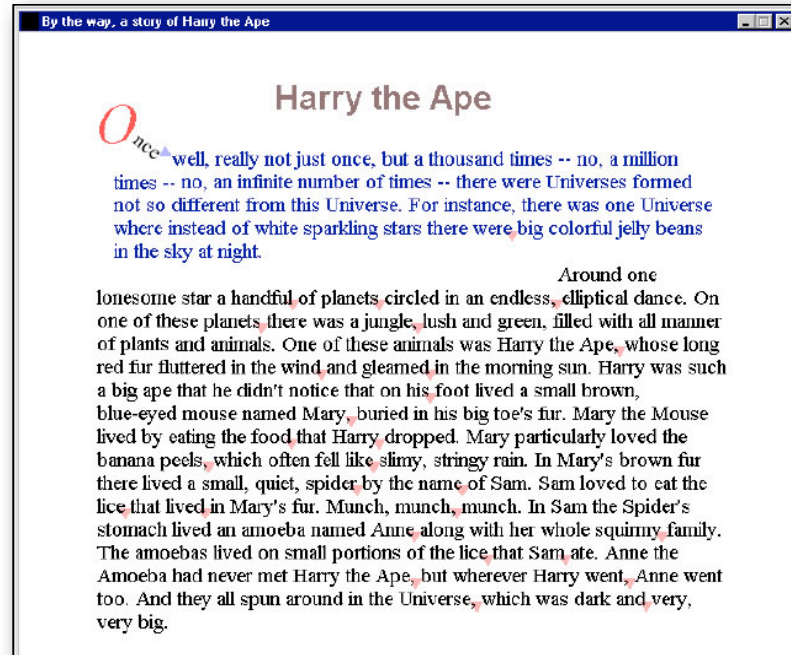 By the way, a story of Harry the Ape
Harry the Ape
Once well, really not just once, but a thousand times -- no, a million
times -- no, an infinite number of times -- there were Universes formed
not so different from this Universe. For instance, there was one Universe
where instead of white sparkling stars there were big colorful jelly beans
in the sky at night.
Around one
lonesome star a handful of planets circled in an endless, elliptical dance. On
one of these planets there was a jungle, lush and green, filled with all manner
of plants and animals. One of these animals was Harry the Ape, whose long
red fur fluttered in the wind and gleamed in the morning sun. Harry was such
a big ape that he didn't notice that on his foot lived a small brown,
blue-eyed mouse named Mary, buried in his big toe's fur. Mary the Mouse
lived by eating the food that Harry dropped. Mary particularly loved the
banana peels, which often fell like slimy, stringy rain. In Mary's brown fur
there lived a small, quiet, spider by the name of Sam. Sam loved to eat the
lice that lived in Mary's fur. Munch, munch, munch. In Sam the Spider's
stomach lived an amoeba named Anne along with her whole squirmy family.
The amoebas lived on small portions of the lice that Sam ate. Anne the
Amoeba had never met Harry the Ape, but wherever Harry went, Anne went
too. And they all spun around in the Universe, which was dark and very,
very big.